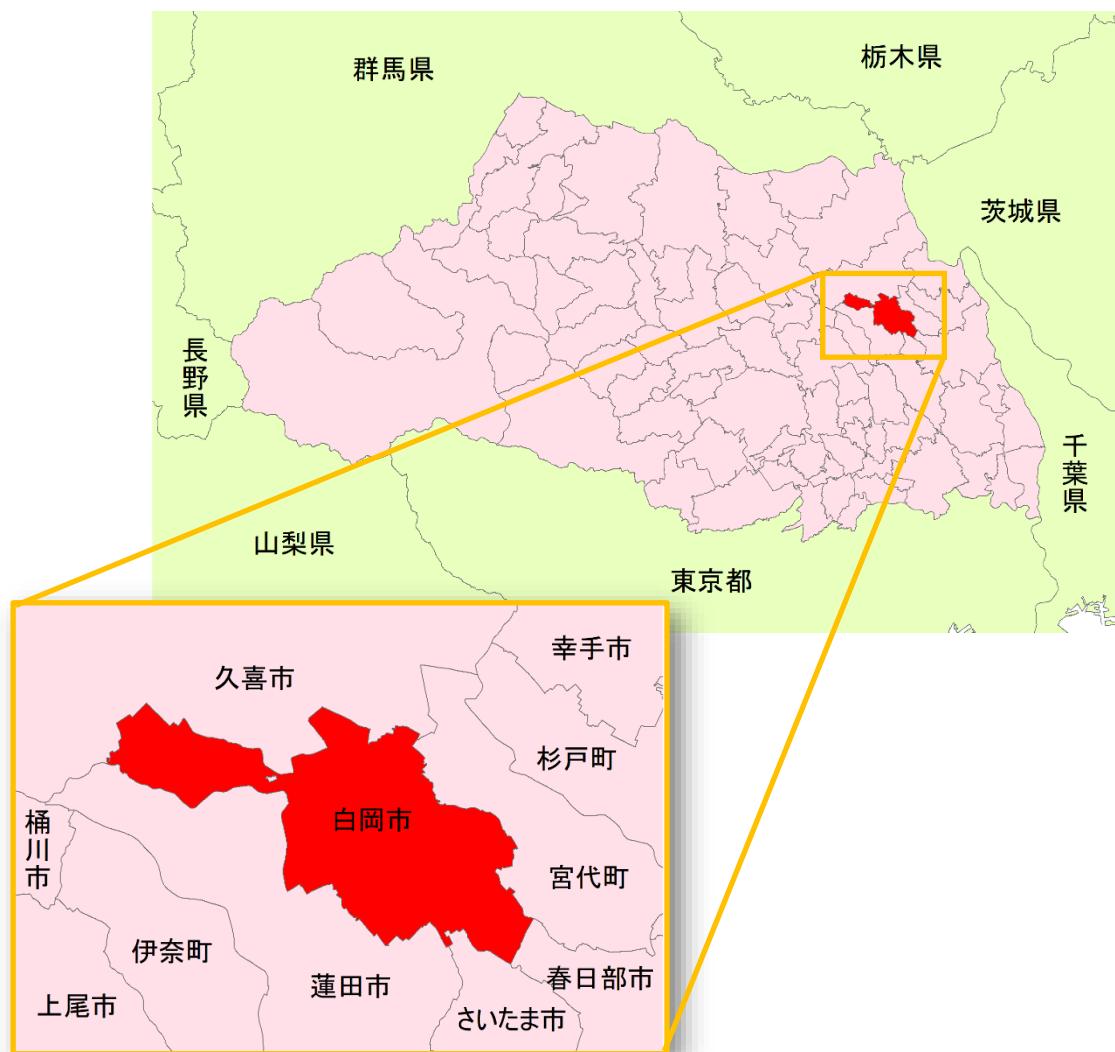 群馬県
栃木県
茨城県
長野県
千葉県
山梨県
東京都
幸手市
久喜市
杉戸町
白岡市
桶川市
宮代町
伊奈町
春日部市
蓮田市
上尾市
さいたま市